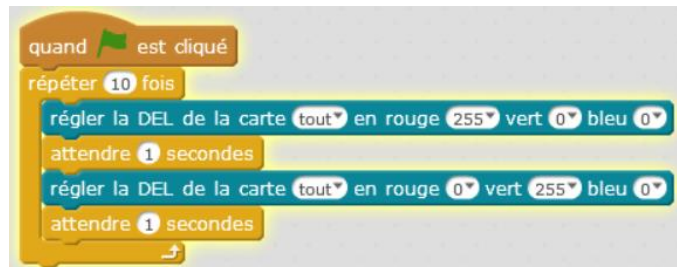 quand est cliqué
répéter 10 fois
régler la DEL de la carte tout en rouge 255 vert 0 bleu 0
attendre 1 secondes
régler la DEL de la carte tout en rouge 0 vert 255 bleu 0
attendre 1 secondes